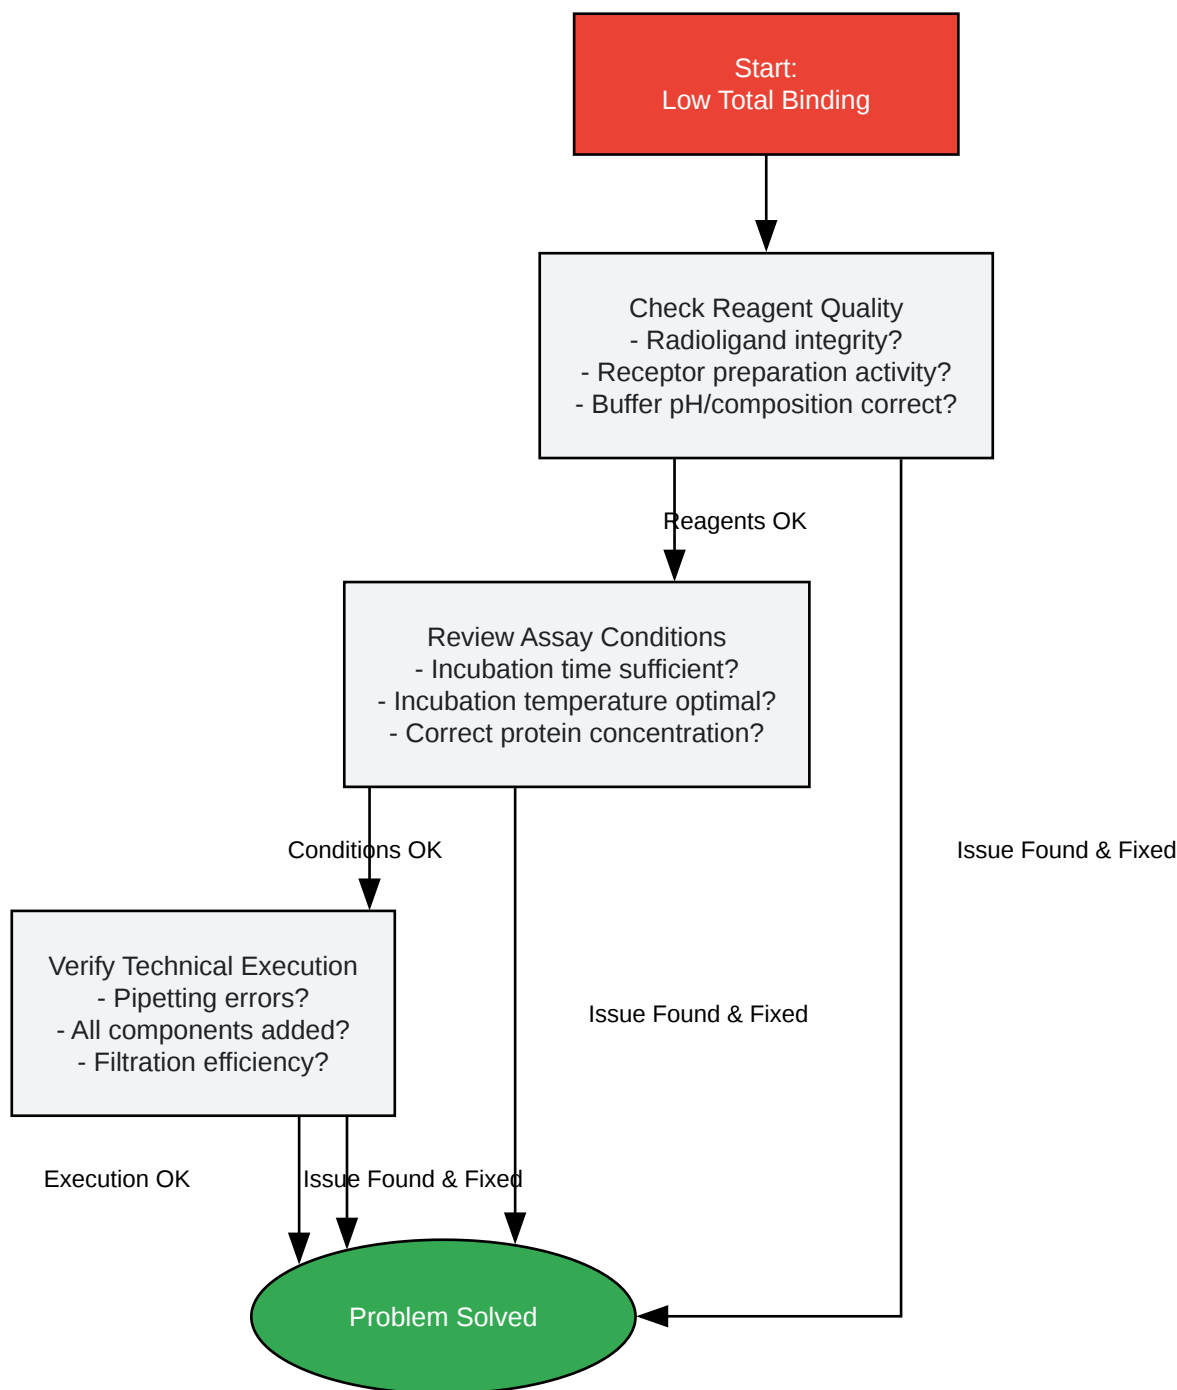 Start:
Low Total Binding
Check Reagent Quality
- Radioligand integrity?
- Receptor preparation activity?
- Buffer pH/composition correct?
Reagents OK
Review Assay Conditions
- Incubation time sufficient?
- Incubation temperature optimal?
- Correct protein concentration?
Conditions OK
Issue Found & Fixed
Verify Technical Execution
- Pipetting errors?
- All components added?
- Filtration efficiency?
Issue Found & Fixed
Execution OK
Issue Found & Fixed
Problem Solved